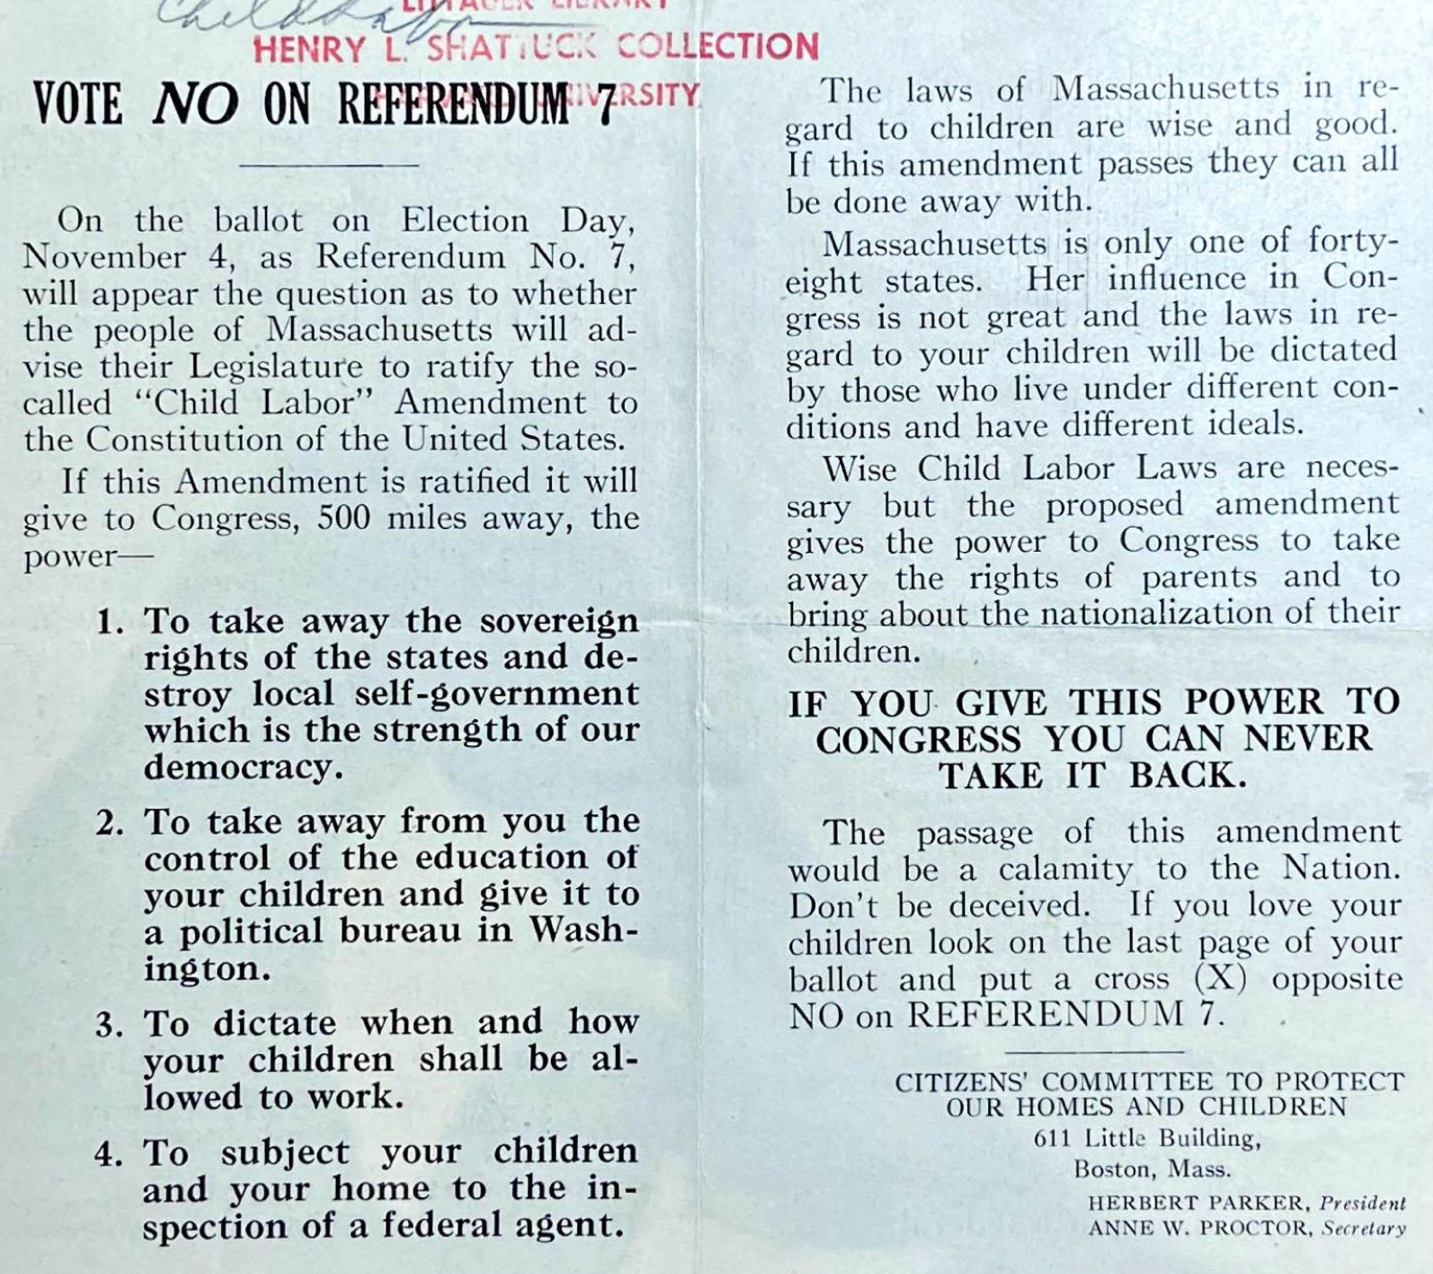 Child Labor
LITTAUER LIBRARY
HENRY L. SHATTUCK COLLECTION
UNIVERSITY
VOTE NO ON REFERENDUM 7
On the ballot on Election Day,
November 4, as Referendum No. 7,
will appear the question as to whether
the people of Massachusetts will ad-
vise their Legislature to ratify the so-
called “Child Labor” Amendment to
the Constitution of the United States.
If this Amendment is ratified it will
give to Congress, 500 miles away, the
power—
1. To take away the sovereign
rights of the states and de-
stroy local self-government
which is the strength of our
democracy.
2. To take away from you the
control of the education of
your children and give it to
a political bureau in Wash-
ington.
3. To dictate when and how
your children shall be al-
lowed to work.
4. To subject your children
and your home to the in-
spection of a federal agent.
The laws of Massachusetts in re-
gard to children are wise and good.
If this amendment passes they can all
be done away with.
Massachusetts is only one of forty-
eight states. Her influence in Con-
gress is not great and the laws in re-
gard to your children will be dictated
by those who live under different con-
ditions and have different ideals.
Wise Child Labor Laws are neces-
sary but the proposed amendment
gives the power to Congress to take
away the rights of parents and to
bring about the nationalization of their
children.
IF YOU GIVE THIS POWER TO
CONGRESS YOU CAN NEVER
TAKE IT BACK.
The passage of this amendment
would be a calamity to the Nation.
Don't be deceived. If you love your
children look on the last page of your
ballot and put a cross (X) opposite
NO on REFERENDUM 7.
CITIZENS' COMMITTEE TO PROTECT
OUR HOMES AND CHILDREN
611 Little Building,
Boston, Mass.
HERBERT PARKER, President
ANNE W. PROCTOR, Secretary